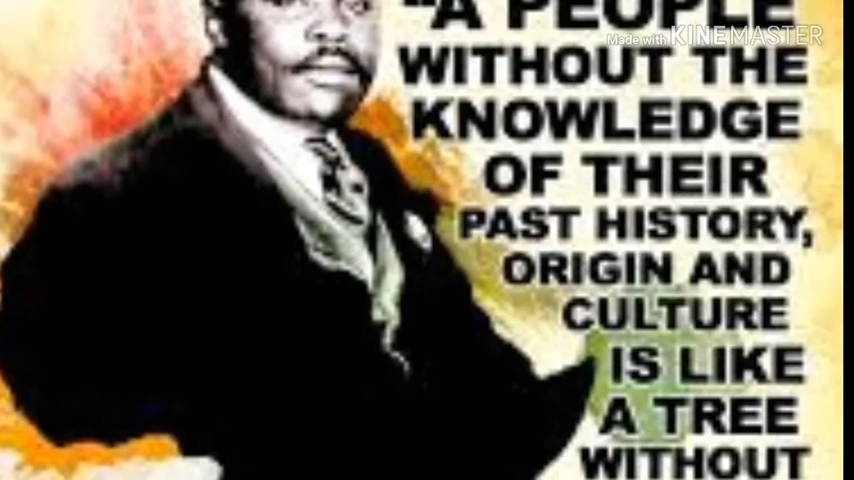 "A PEOPLE
Made with KINEMASTER
WITHOUT THE
KNOWLEDGE
OF THEIR
PAST HISTORY,
ORIGIN AND
CULTURE
IS LIKE
A TREE
WITHOUT